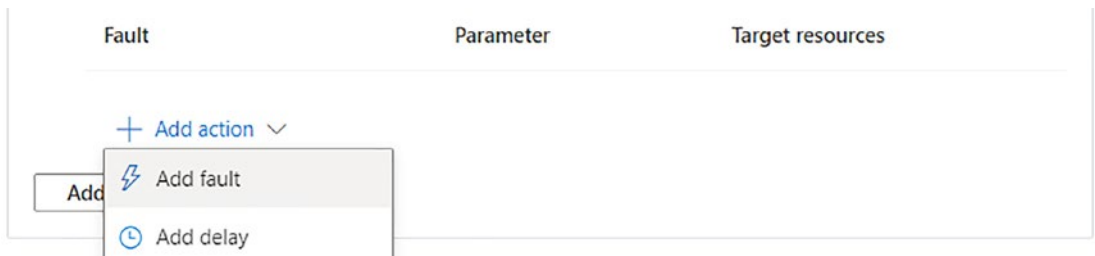 Fault Parameter Target resources
Add action
Add fault
Add
Add delay